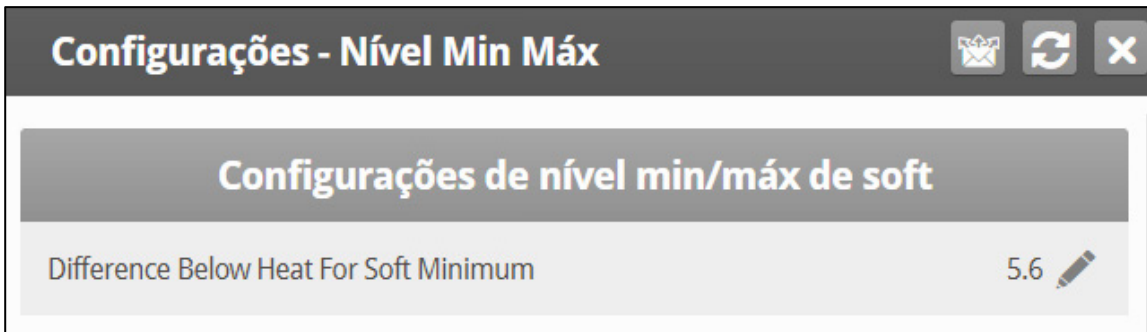 Configurações - Nível Min Máx
Configurações de nível min/máx de soft
Difference Below Heat For Soft Minimum 5.6